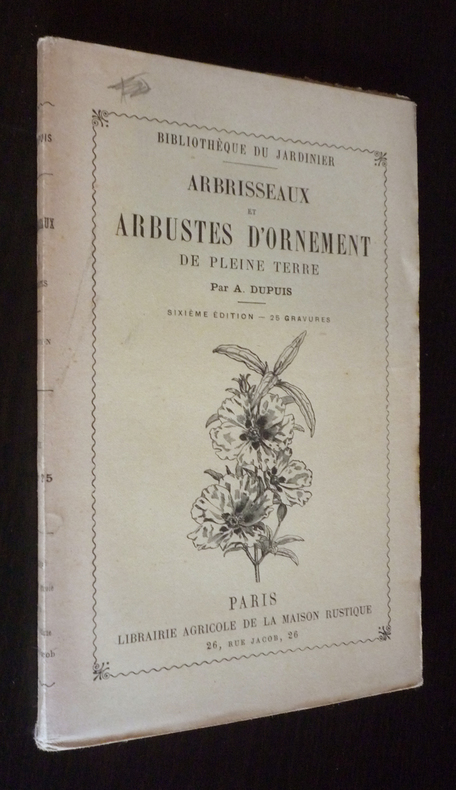 BIBLIOTHÈQUE DU JARDINIER
ARBRISSEAUX
ET
ARBUSTES D'ORNEMENT
DE PLEINE TERRE
Par A. DUPUIS
SIXIÈME ÉDITION — 25 GRAVURES
PARIS
LIBRAIRIE AGRICOLE DE LA MAISON RUSTIQUE
26, RUE JACOB, 26